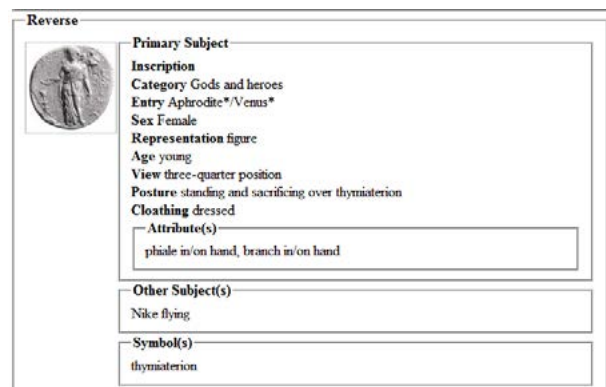 Reverse
Primary Subject
Inscription
Category Gods and heroes
Entry Aphrodite*/Venus*
Sex Female
Representation figure
Age young
View three-quarter position
Posture standing and sacrificing over thymiaterion
Cloathing dressed
Attribute(s)
phiale in/on hand, branch in/on hand
Other Subject(s)
Nike flying
Symbol(s)
thymiaterion